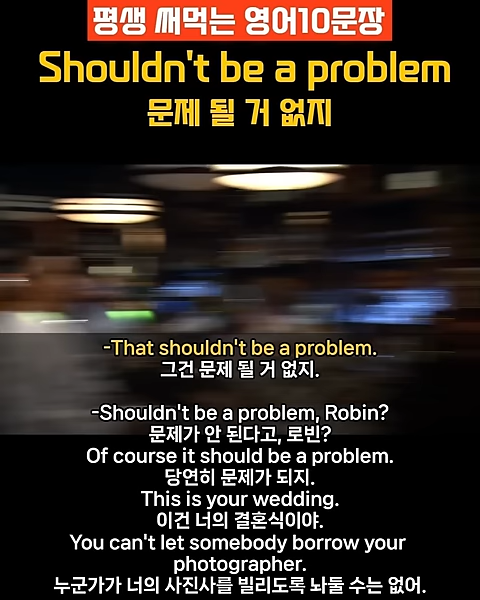 평생 써먹는 영어10문장
Shouldn't be a problem
문제 될 거 없지
-That shouldn't be a problem.
그건 문제 될 거 없지.
-Shouldn't be a problem, Robin?
문제가 안 된다고, 로빈?
Of course it should be a problem.
당연히 문제가 되지.
This is your wedding.
이건 너의 결혼식이야.
You can't let somebody borrow your
photographer.
누군가가 너의 사진사를 빌리도록 놔둘 수는 없어.